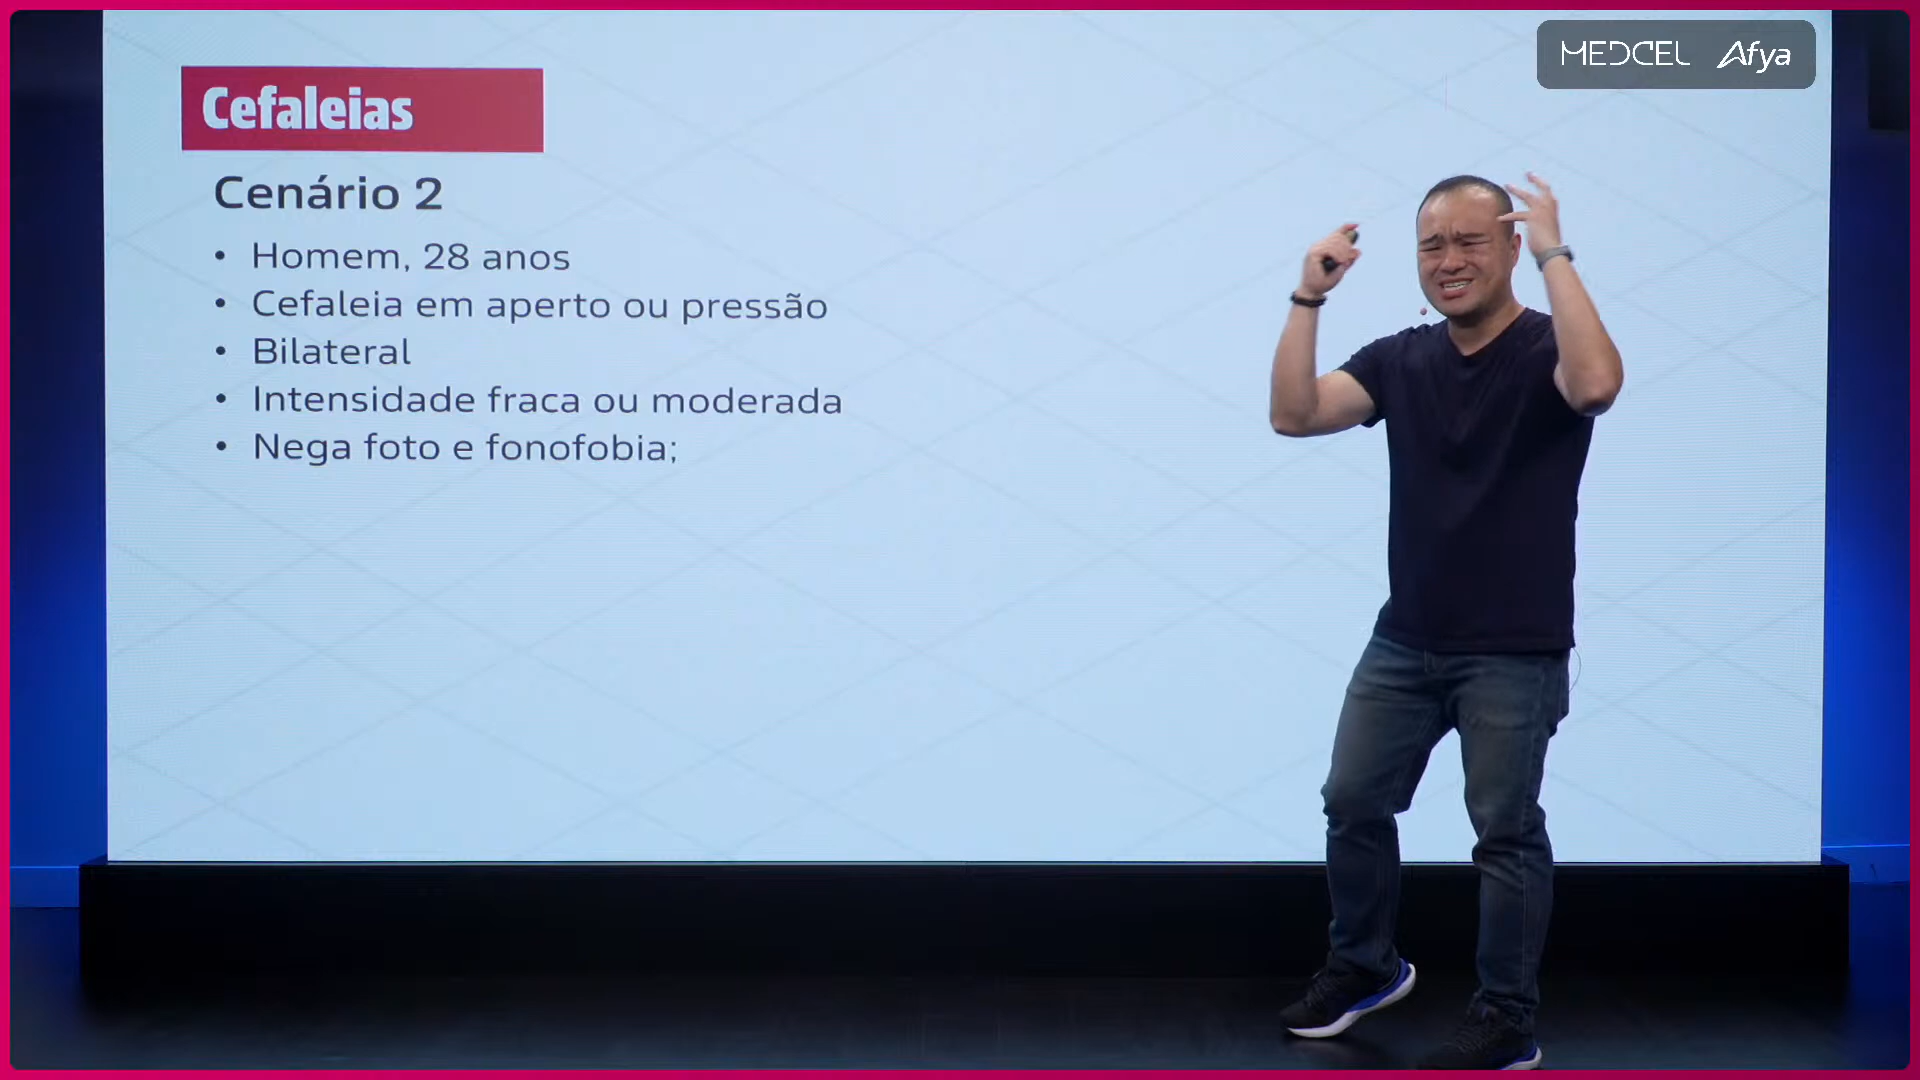 MEDCEL Afya
Cefaleias
Cenário 2
• Homem, 28 anos
• Cefaleia em aperto ou pressão
• Bilateral
• Intensidade fraca ou moderada
• Nega foto e fonofobia;